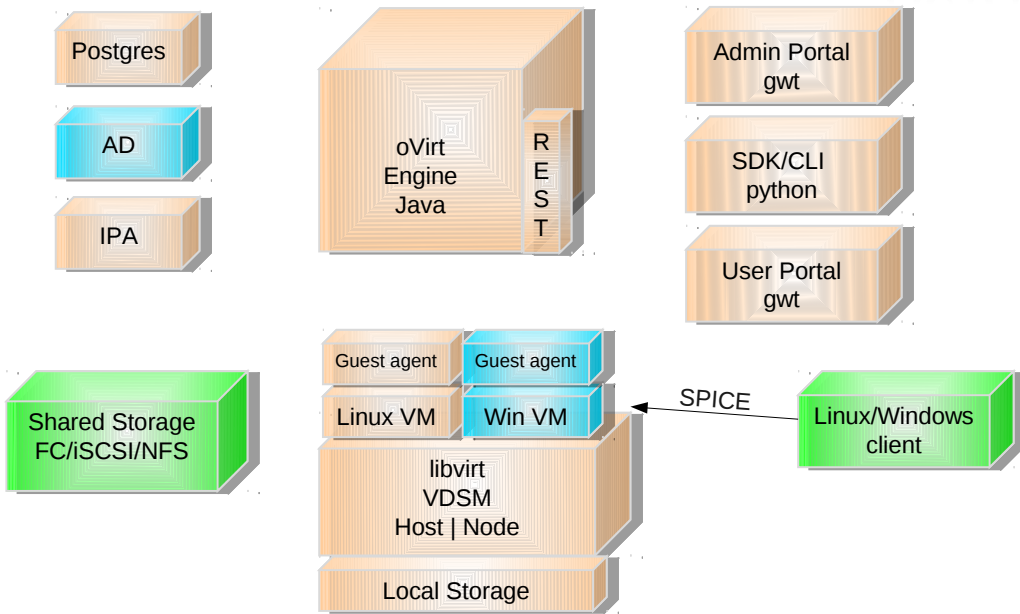 Postgres
AD
IPA
oVirt
Engine
Java
R
E
S
T
Admin Portal
gwt
SDK/CLI
python
User Portal
gwt
Shared Storage
FC/iSCSI/NFS
Guest agent
Guest agent
Linux VM
Win VM
libvirt
VDSM
Host | Node
Local Storage
SPICE
Linux/Windows
client